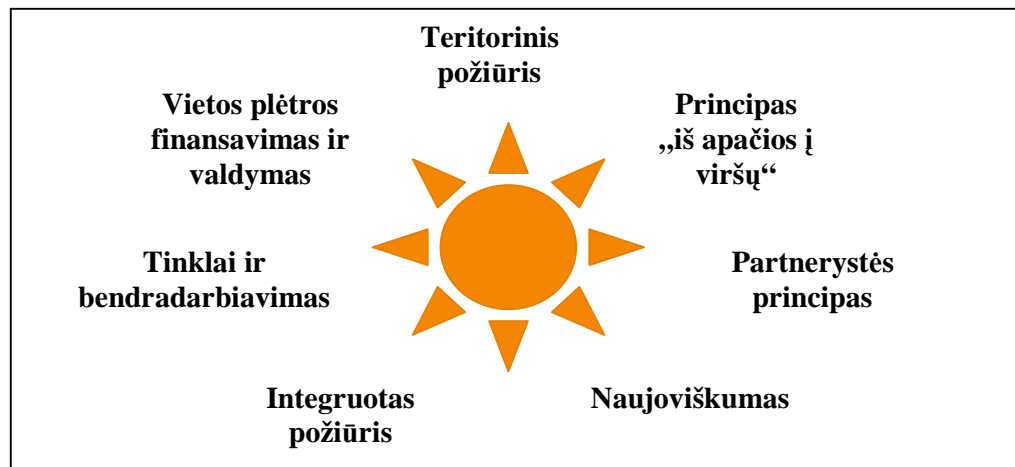 Teritorinis
požiūris
Principas
„iš apačios į
viršų“
Partnerystės
principas
Naujoviškumas
Integruotas
požiūris
Tinklai ir
bendradarbiavimas
Vietos plėtros
finansavimas ir
valdymas